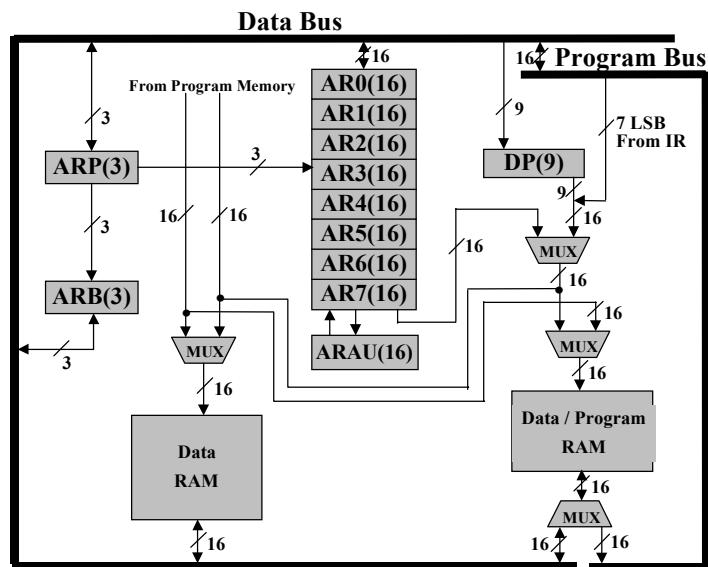 Data Bus
16
16
Program Bus
From Program Memory
AR0(16)
AR1(16)
AR2(16)
AR3(16)
AR4(16)
AR5(16)
AR6(16)
AR7(16)
3
9
7 LSB
From IR
ARP(3)
3
DP(9)
9
16
16
16
3
16
MUX
16
ARB(3)
16
MUX
ARAU(16)
MUX
3
16
16
Data
RAM
Data / Program
RAM
16
MUX
16
16
16